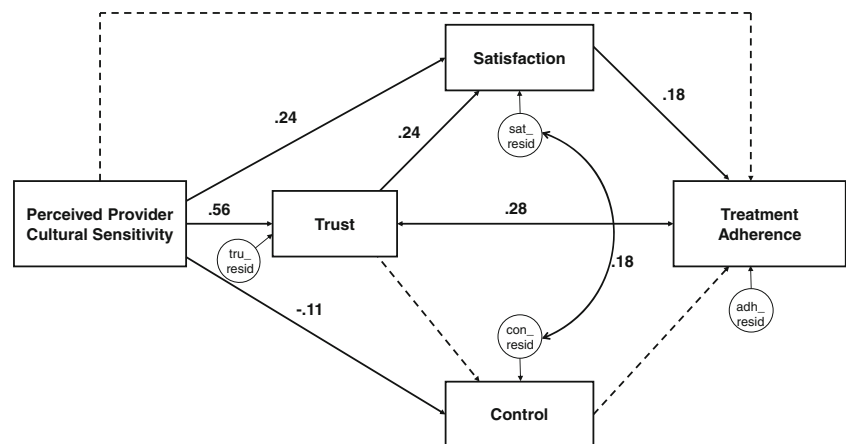 Satisfaction
.18
.24
.24
sat_
resid
Perceived Provider
Cultural Sensitivity
.56
Trust
.28
Treatment
Adherence
tru_
resid
.18
-.11
con_
resid
adh_
resid
Control